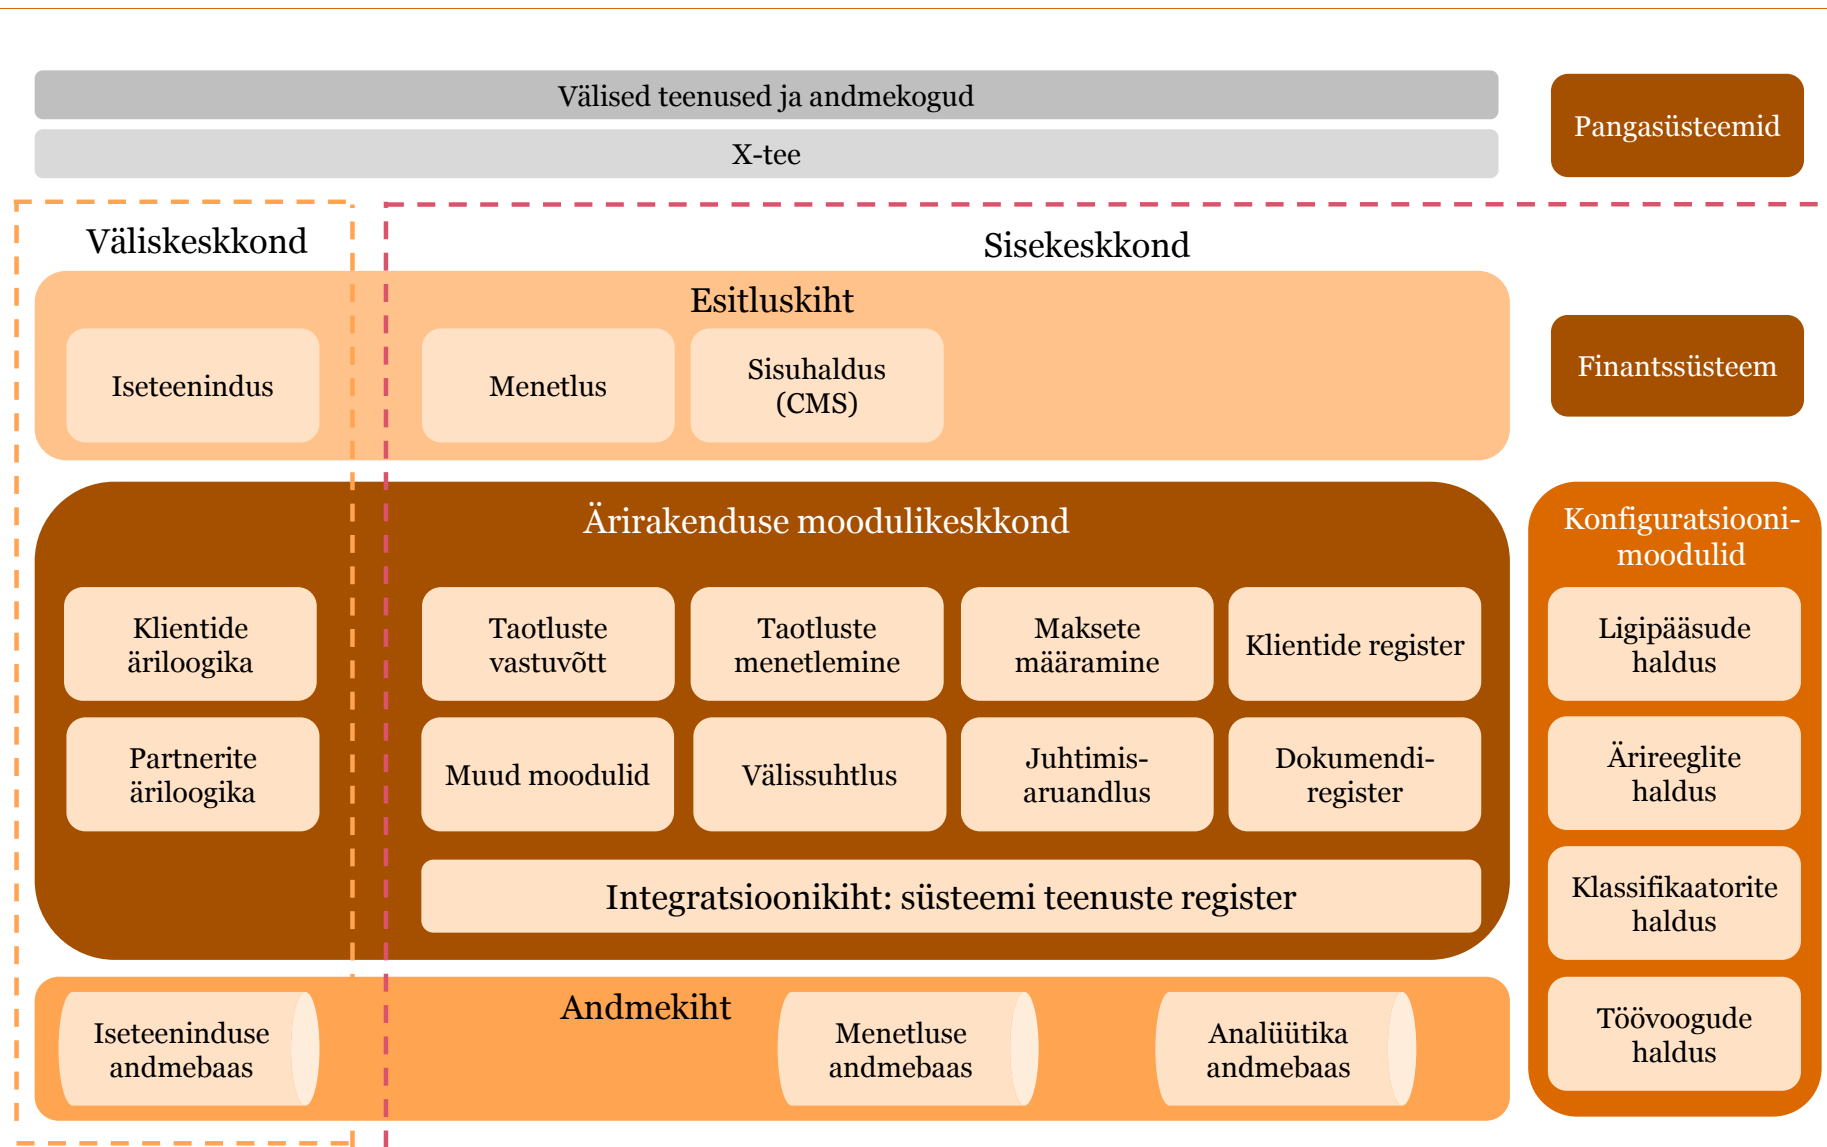 Välised teenused ja andmekogud
X-tee
Pangasüsteemid
Väliskeskkond
Sisekeskkond
Esitluskiht
Iseteenindus
Menetlus
Sisuhaldus
(CMS)
Finantssüsteem
Ärirakenduse moodulikeskkond
Klientide
äriloogika
Taotluste
vastuvõtt
Taotluste
menetlemine
Maksete
määramine
Klientide register
Partnerite
äriloogika
Muud moodulid
Välissuhtlus
Juhtimis-
aruandlus
Dokumendi-
register
Integratsioonikiht: süsteemi teenuste register
Konfiguratsiooni-
moodulid
Ligipääsude
haldus
Ärireeglite
haldus
Klassifikaatorite
haldus
Töövoogude
haldus
Andmekiht
Iseteeninduse
andmebaas
Menetluse
andmebaas
Analüütika
andmebaas